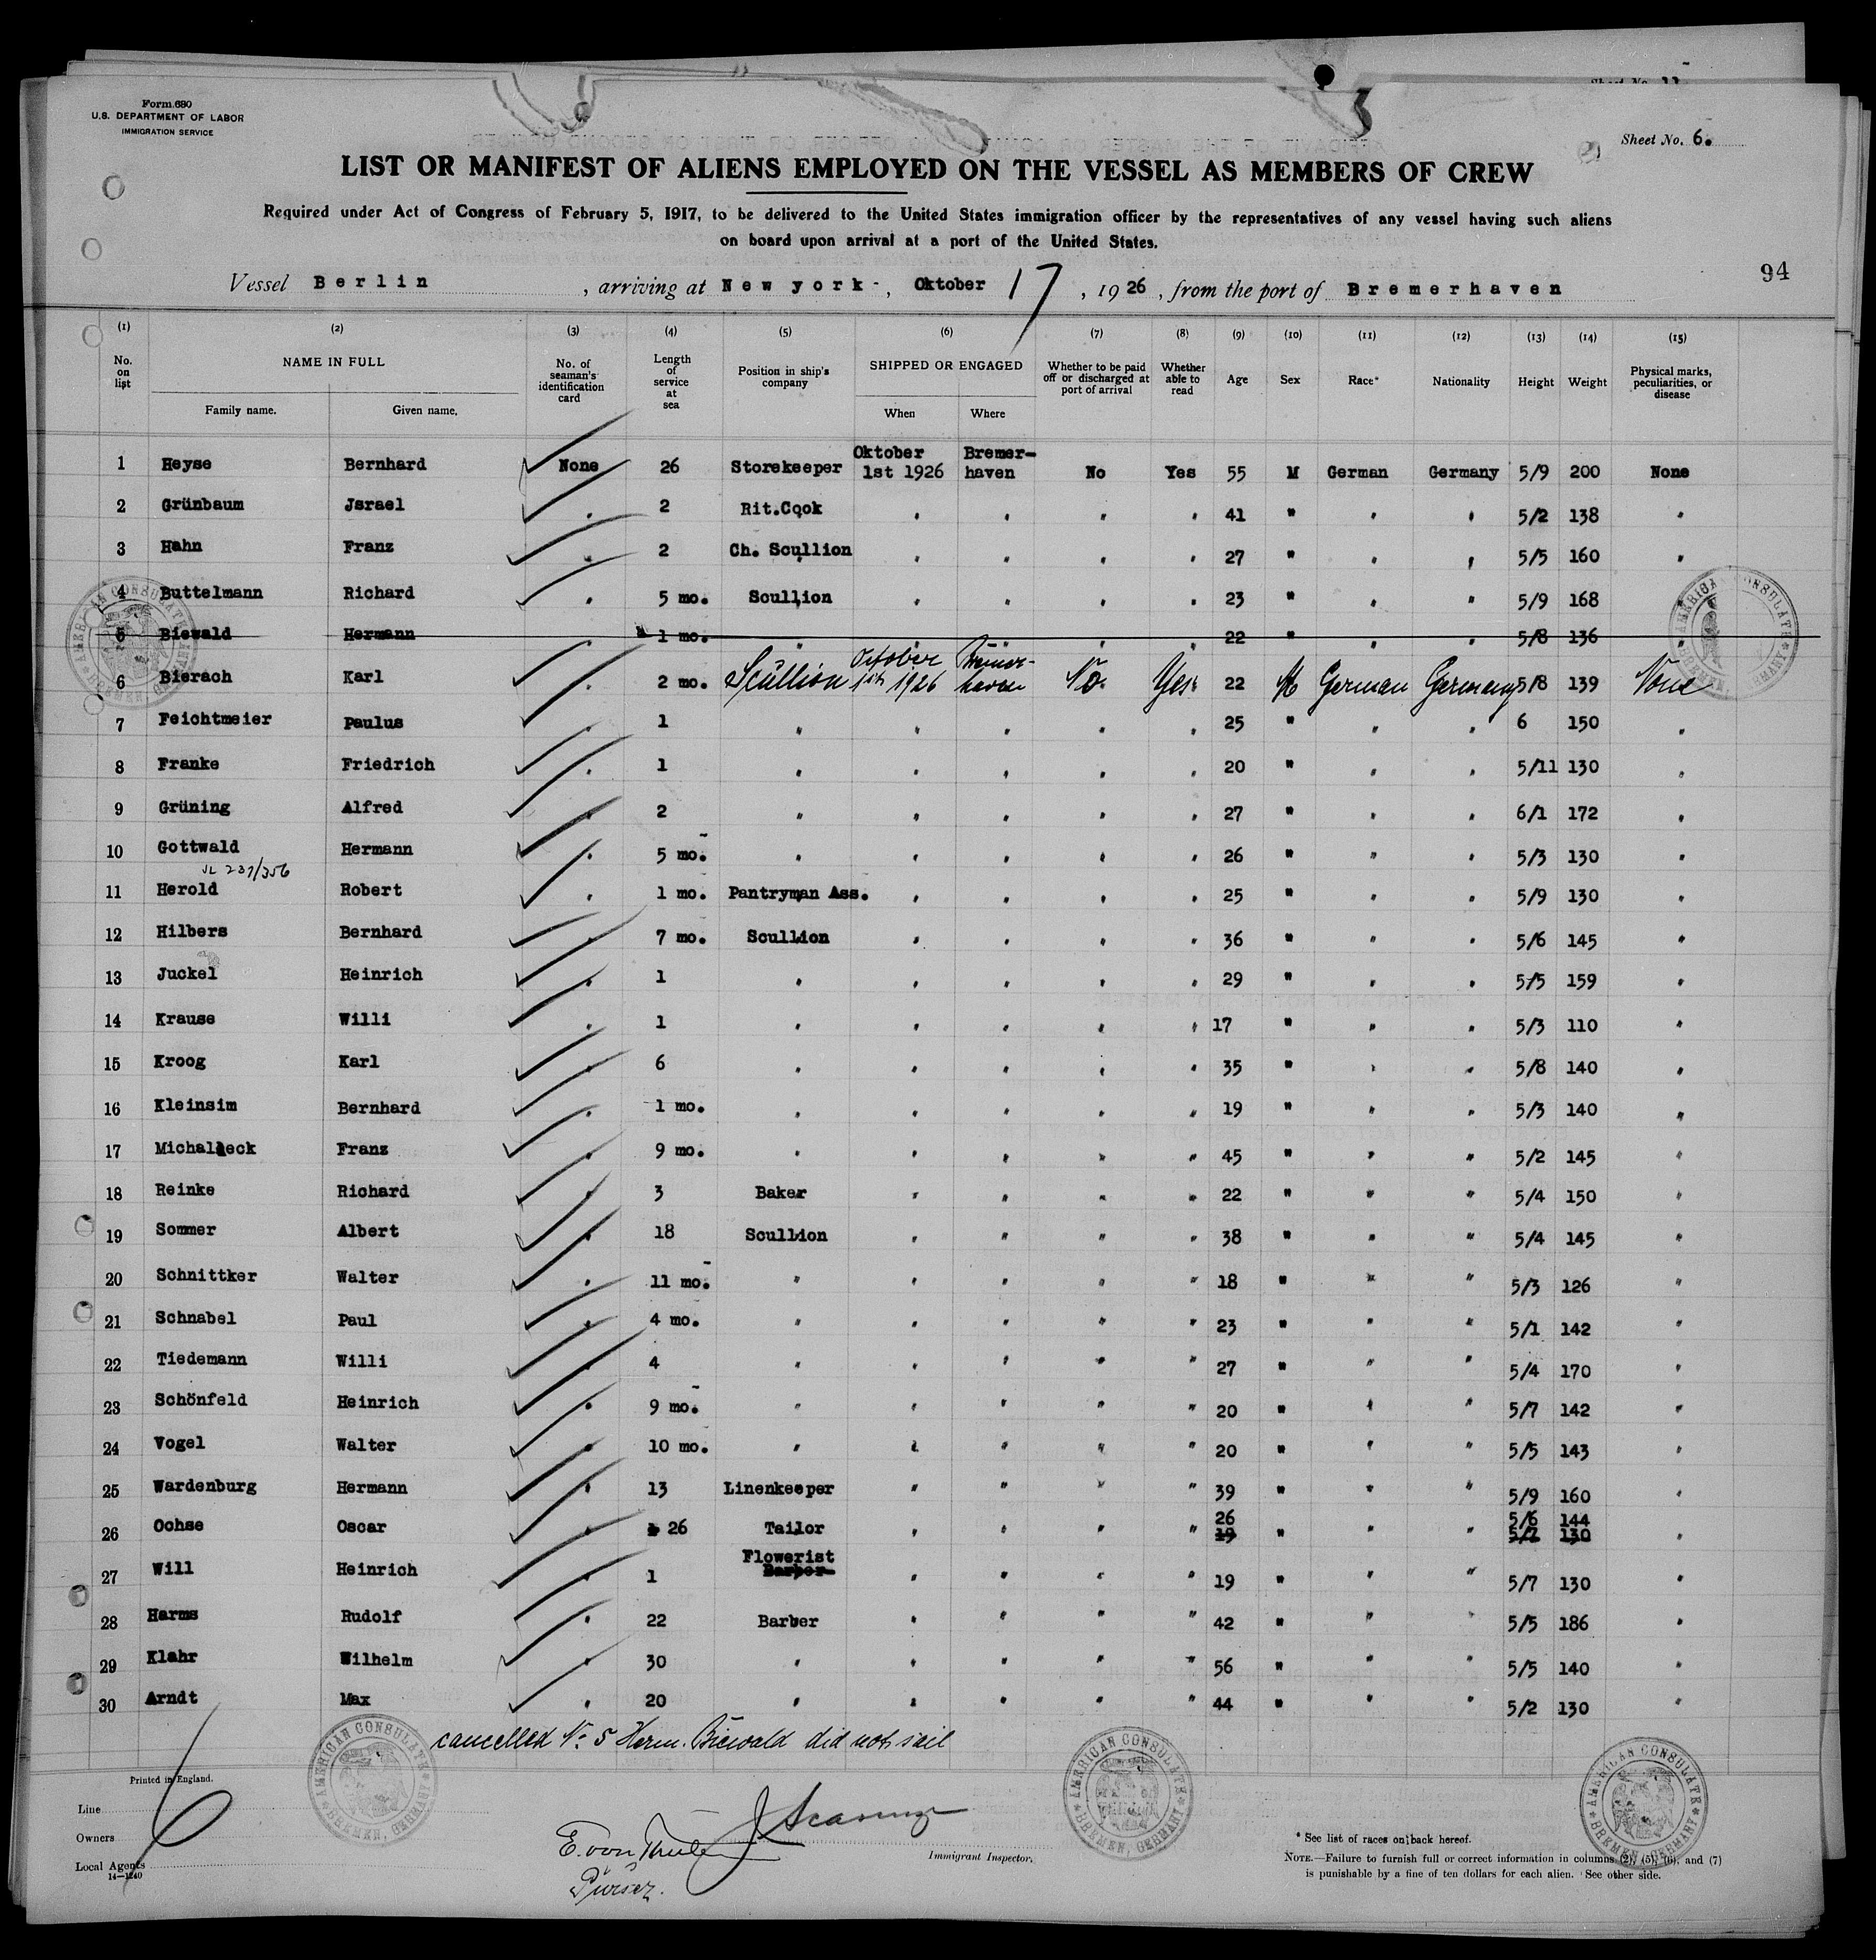 Form 680
U.S. DEPARTMENT OF LABOR
IMMIGRATION SERVICE
Sheet No. 6.
LIST OR MANIFEST OF ALIENS EMPLOYED ON THE VESSEL AS MEMBERS OF CREW
Required under Act of Congress of February 5, 1917, to be delivered to the United States immigration officer by the representatives of any vessel having such aliens
on board upon arrival at a port of the United States.
94
Vessel Berlin, arriving at New york-, Oktober 17, 1926, from the port of Bremerhaven
(1) (2) (3) (4) (5) (6) (7) (8) (9) (10) (11) (12) (13) (14) (15)
No. on list NAME IN FULL Family name. Given name. No. of seaman's identification card Length of service at sea Position in ship's company SHIPPED OR ENGAGED When Where Whether to be paid off or discharged at port of arrival Whether able to read Age Sex Race* Nationality Height Weight Physical marks, peculiarities, or disease
1 Heyse Bernhard None 26 Storekeeper Oktober 1st 1926 Bremer-haven No Yes 55 M German Germany 5/9 200 None
2 Grünbaum Jsrael " 2 Rit.Cook " " " " 41 " " " 5/2 138 "
3 Hahn Franz " 2 Ch. Scullion " " " " 27 " " " 5/5 160 "
4 Buttelmann Richard " 5 mo. Scullion " " " " 23 " " " 5/9 168 "
5 Biewald Hermann 1 mo. " " " " " 22 " " " 5/8 136
6 Bierach Karl " 2 mo. Scullion October 1st 1926 Bremer-haven No. Yes. 22 M German Germany 5/8 139 None
7 Feichtmeier Paulus 1 " " " " " 25 " " " 6 150 "
8 Franke Friedrich " 1 " " " " " 20 " " " 5/11 130 "
9 Grüning Alfred " 2 " " " " " 27 " " " 6/1 172 "
10 Gottwald Hermann " 5 mo. " " " " " 26 " " " 5/3 130 "
11 Herold Robert " 1 mo. Pantryman Ass. " " " " 25 " " " 5/9 130 "
12 Hilbers Bernhard " 7 mo. Scullion " " " " 36 " " " 5/6 145 "
13 Juckel Heinrich " 1 " " " " " 29 " " " 5/5 159 "
14 Krause Willi " 1 " " " " " 17 " " " 5/3 110 "
15 Kroog Karl " 6 " " " " " 35 " " " 5/8 140 "
16 Kleinsim Bernhard " 1 mo. " " " " " 19 " " " 5/3 140 "
17 Michalleck Franz " 9 mo. " " " " " 45 " " " 5/2 145 "
18 Reinke Richard " 3 Baker " " " " 22 " " " 5/4 150 "
19 Sommer Albert " 18 Scullion " " " " 38 " " " 5/4 145 "
20 Schnittker Walter " 11 mo. " " " " " 18 " " " 5/3 126 "
21 Schnabel Paul " 4 mo. " " " " " 23 " " " 5/1 142 "
22 Tiedemann Willi " 4 " " " " " 27 " " " 5/4 170 "
23 Schönfeld Heinrich " 9 mo. " " " " " 20 " " " 5/7 142 "
24 Vogel Walter " 10 mo. " " " " " 20 " " " 5/5 143 "
25 Wardenburg Hermann " 13 Linenkeeper " " " " 39 " " " 5/9 160 "
26 Ochse Oscar " 26 Tailor " " " " 26 19 " " " 5/6 5/7 144 130 "
27 Will Heinrich " 1 Flowerist Barber " " " " 19 " " " 5/7 130 "
28 Harms Rudolf " 22 Barber " " " " 42 " " " 5/5 186 "
29 Klahr Wilhelm " 30 " " " " " 56 " " " 5/5 140 "
30 Arndt Max " 20 " " " " " 44 " " " 5/2 130 "
cancelled No 5 Herm. Biewald did not sail
AMERICAN CONSULATE
BREMEN, GERMANY
Printed in England.
Line
Owners
Local Agents
14—1240
6
Purser.
Immigrant Inspector.
* See list of races on back hereof.
NOTE.—Failure to furnish full or correct information in columns (2), (5), (6), and (7)
is punishable by a fine of ten dollars for each alien. See other side.